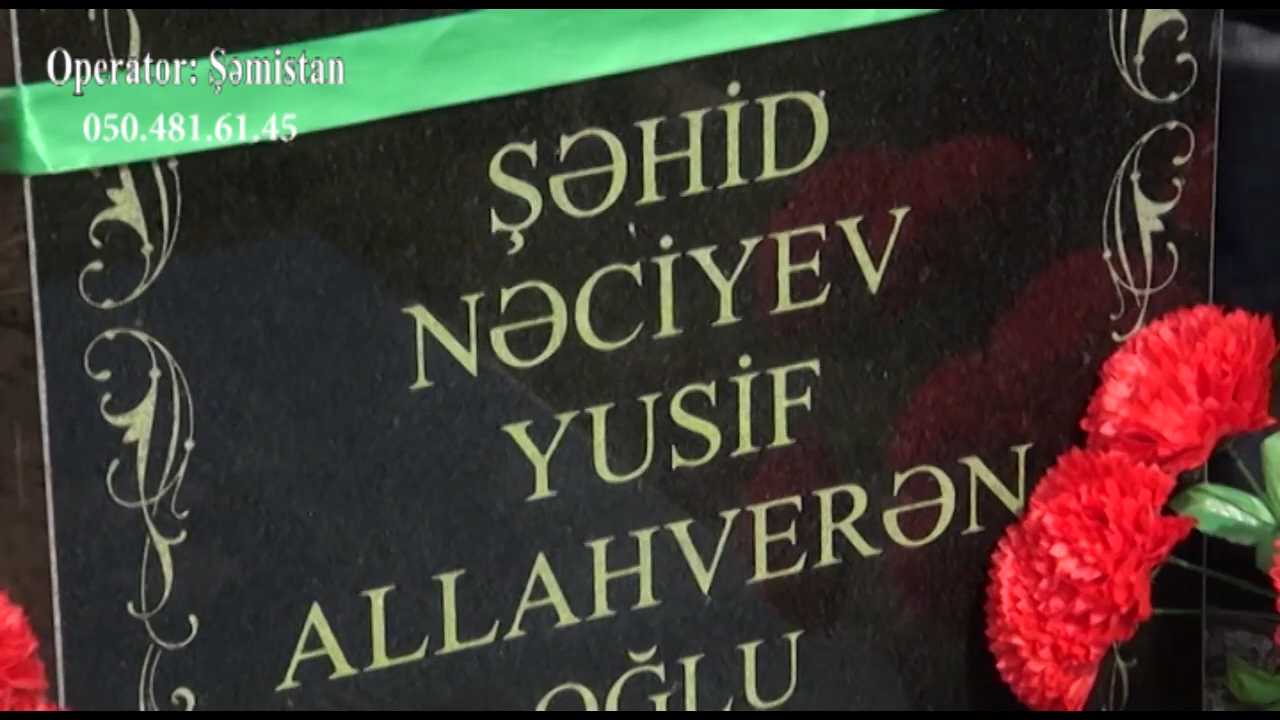 Operator: Şəmistan
050.481.61.45
ŞƏHİD
NƏCİYEV
YUSİF
ALLAHVERƏN
OĞLU